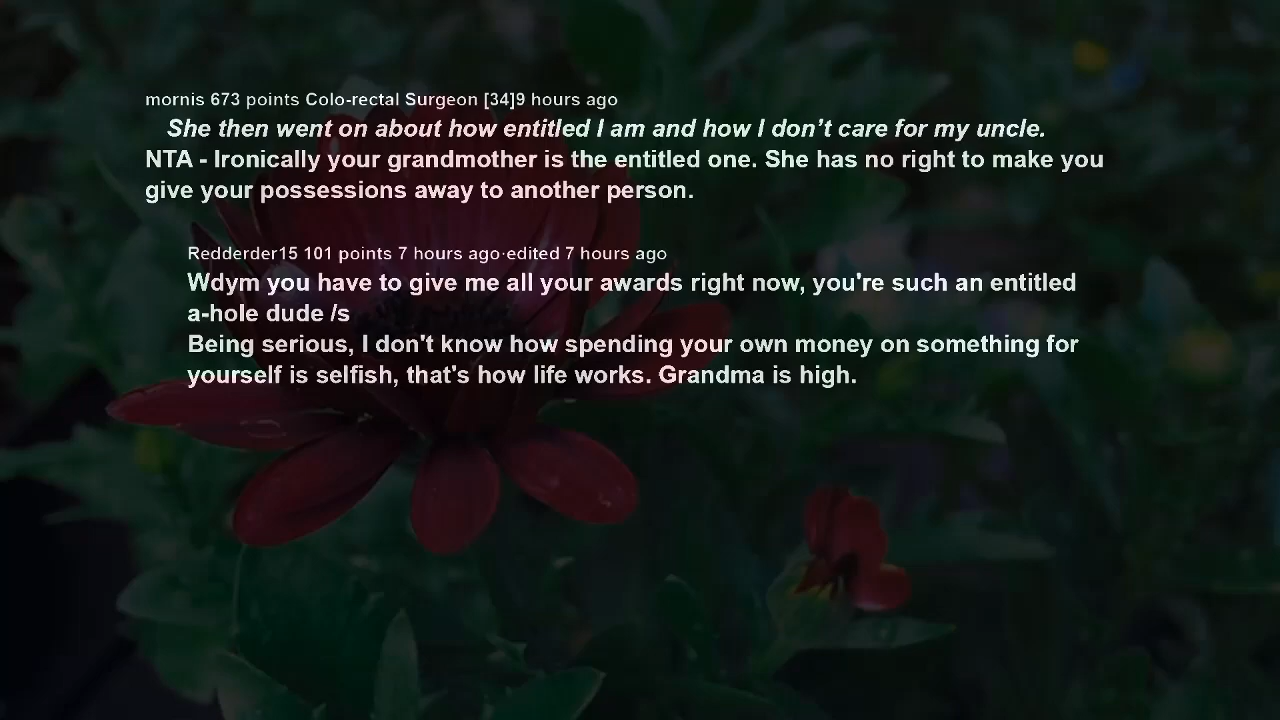 mornis 673 points Colo-rectal Surgeon [34]9 hours ago
She then went on about how entitled I am and how I don’t care for my uncle.
NTA - Ironically your grandmother is the entitled one. She has no right to make you
give your possessions away to another person.
Redderder15 101 points 7 hours ago·edited 7 hours ago
Wdym you have to give me all your awards right now, you're such an entitled
a-hole dude /s
Being serious, I don't know how spending your own money on something for
yourself is selfish, that's how life works. Grandma is high.